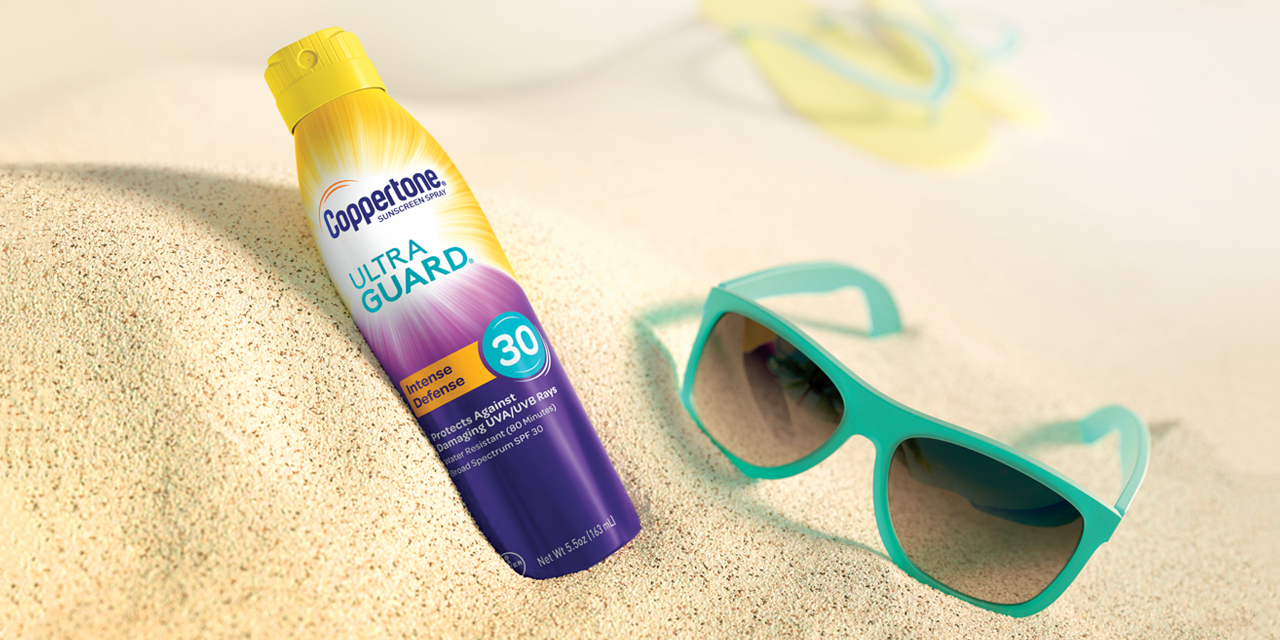 Coppertone®
SUNSCREEN SPRAY
ULTRA
GUARD®
30
Intense
Defense
Protects Against
Damaging UVA/UVB Rays
Water Resistant (80 Minutes)
Broad Spectrum SPF 30
Net Wt 5.5oz (163 mL)